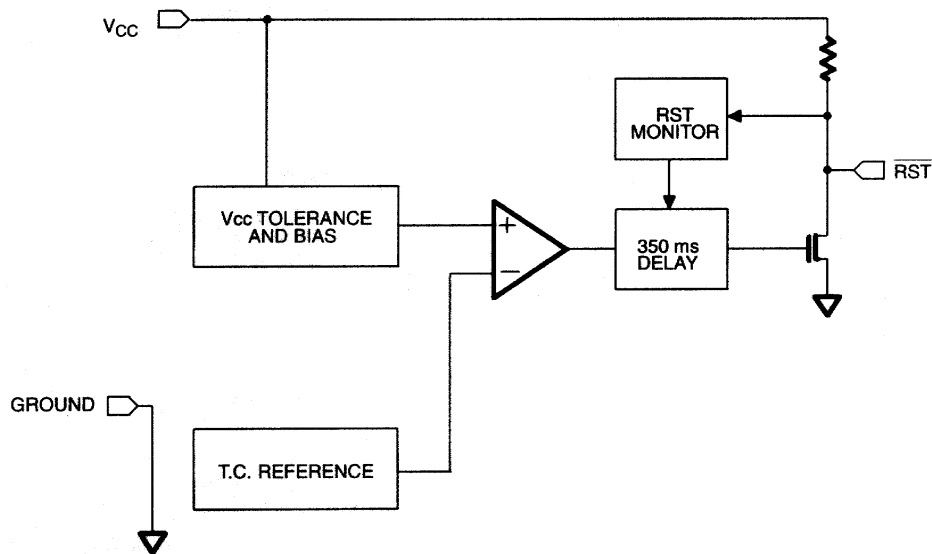 VCC
RST
MONITOR
RST
Vcc TOLERANCE
AND BIAS
+
−
350 ms
DELAY
GROUND
T.C. REFERENCE